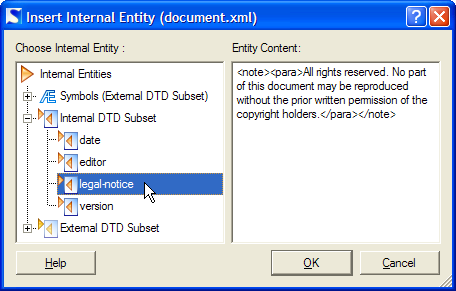 Insert Internal Entity (document.xml)
Choose Internal Entity :
Internal Entities
Symbols (External DTD Subset)
Internal DTD Subset
date
editor
legal-notice
version
External DTD Subset
Entity Content:
<note><para>All rights reserved. No part
of this document may be reproduced
without the prior written permission of the
copyright holders.</para></note>
Help
OK
Cancel